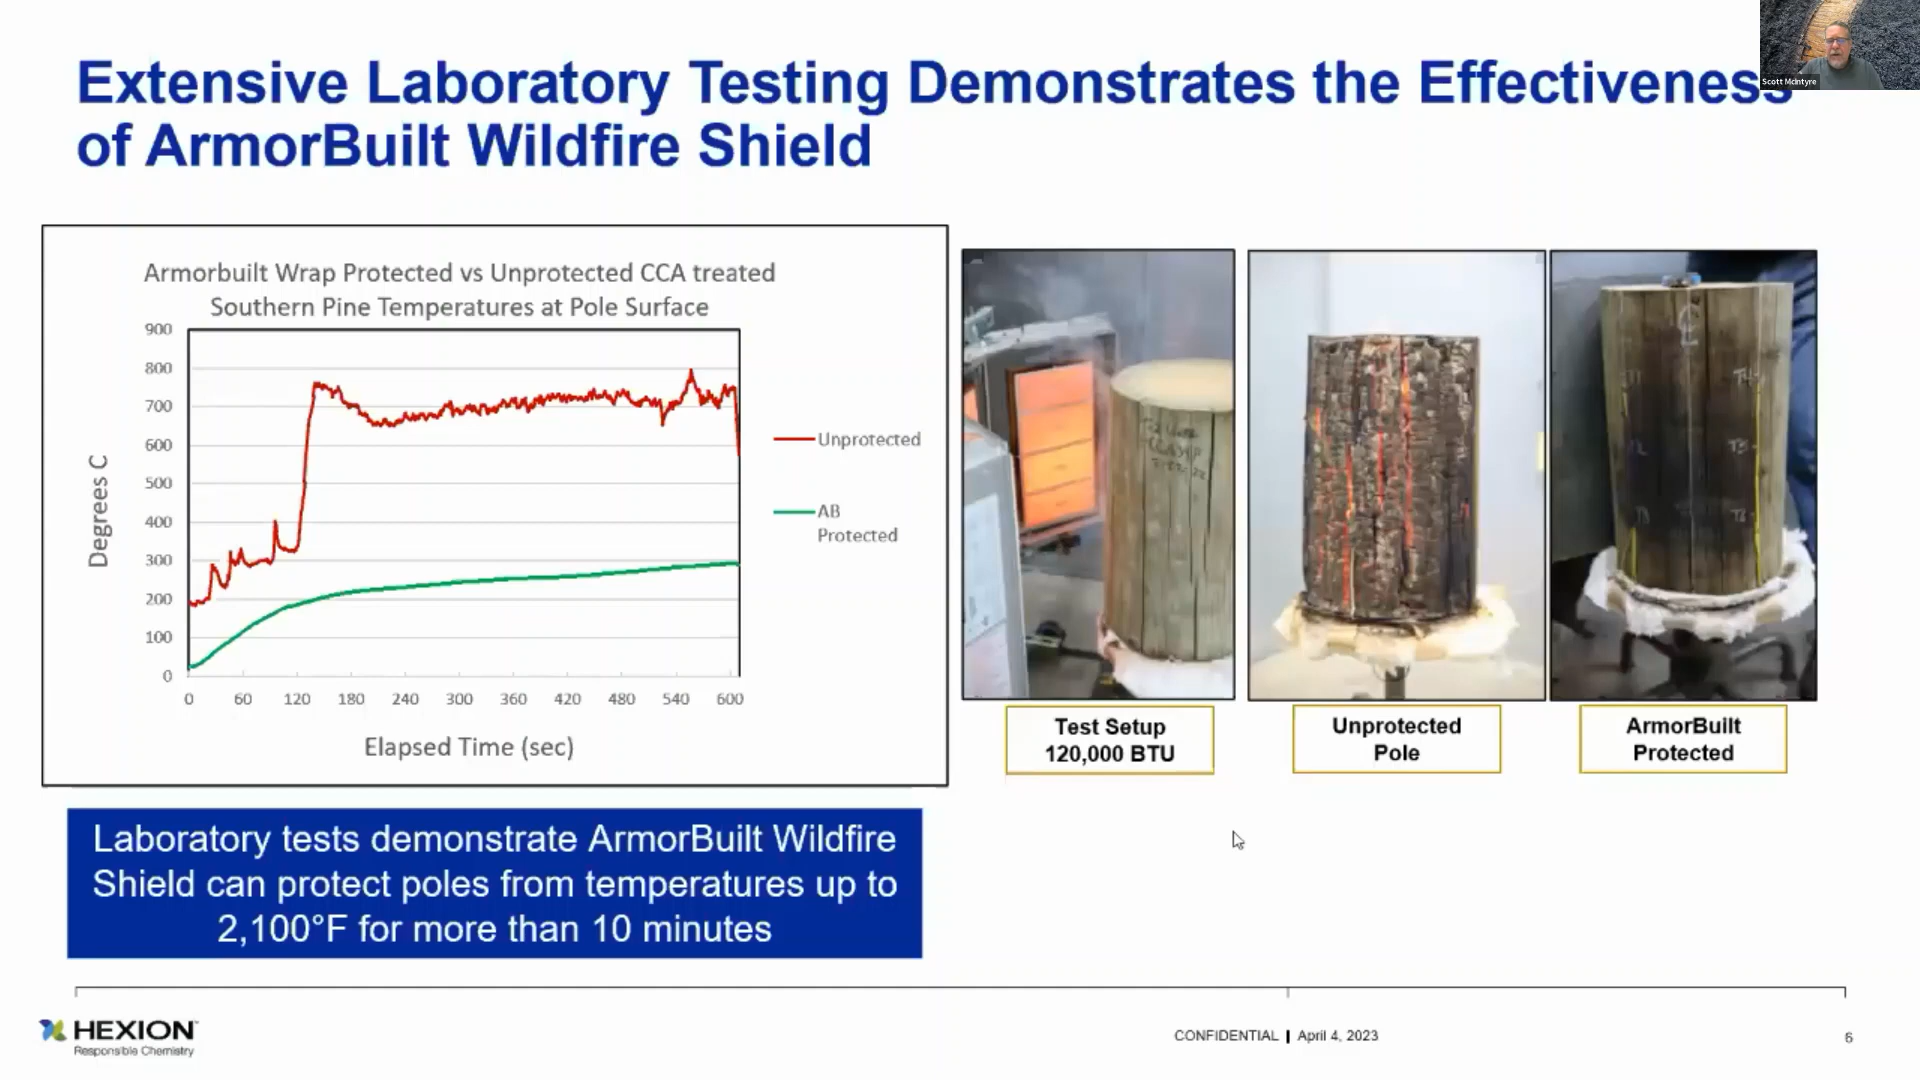 Scott McIntyre
Extensive Laboratory Testing Demonstrates the Effectiveness
of ArmorBuilt Wildfire Shield
Armorbuilt Wrap Protected vs Unprotected CCA treated
Southern Pine Temperatures at Pole Surface
900
800
700
600
500
400
300
200
100
0
Degrees C
0 60 120 180 240 300 360 420 480 540 600
Elapsed Time (sec)
Unprotected
AB
Protected
Test Setup
120,000 BTU
Unprotected
Pole
ArmorBuilt
Protected
Laboratory tests demonstrate ArmorBuilt Wildfire
Shield can protect poles from temperatures up to
2,100°F for more than 10 minutes
HEXION
Responsible Chemistry
CONFIDENTIAL | April 4, 2023
6